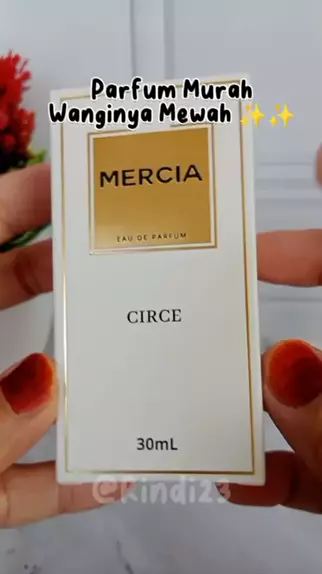 Parfum Murah
Wanginya Mewah ✨✨
MERCIA
EAU DE PARFUM
CIRCE
30mL
@kindi23